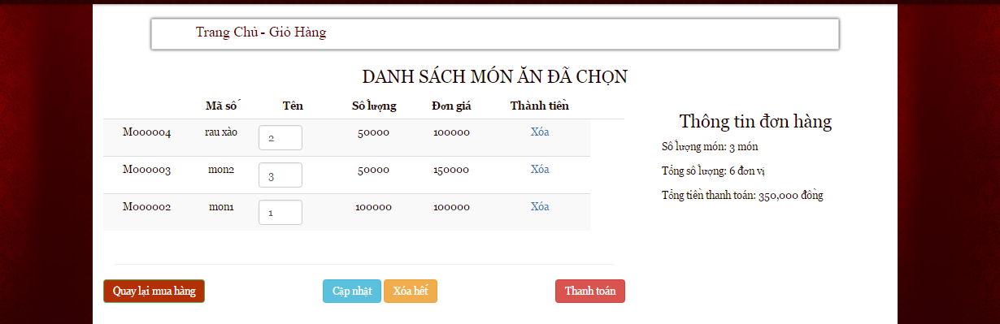 Trang Chủ - Giỏ Hàng
DANH SÁCH MÓN ĂN ĐÃ CHỌN
Mã số Tên Số lượng Đơn giá Thành tiền
M000004 rau xào 2 50000 100000 Xóa
M000003 mon2 3 50000 150000 Xóa
M000002 mon1 1 100000 100000 Xóa
Thông tin đơn hàng
Số lượng món: 3 món
Tổng số lượng: 6 đơn vị
Tổng tiền thanh toán: 350,000 đồng
Quay lại mua hàng Cập nhật Xóa hết Thanh toán